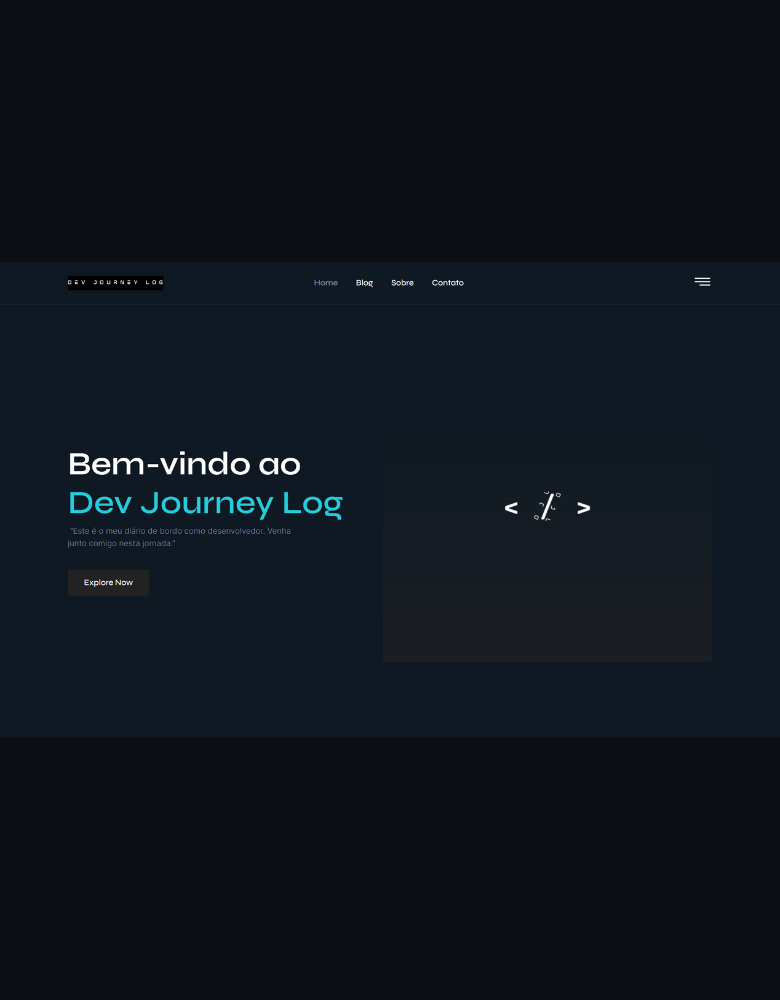 DEV JOURNEY LOG
Home Blog Sobre Contato
Bem-vindo ao
Dev Journey Log
"Este é o meu diário de bordo como desenvolvedor. Venha
junto comigo nesta jornada."
Explore Now
< / >